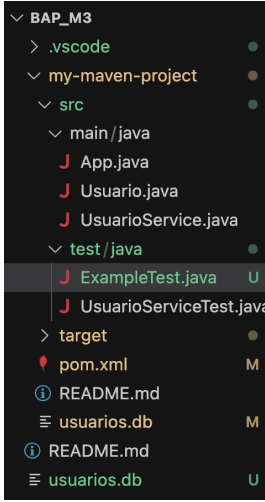 BAP_M3
.vscode
my-maven-project
src
main/java
App.java
Usuario.java
UsuarioService.java
test/java
ExampleTest.java U
UsuarioServiceTest.java
target
pom.xml M
README.md
usuarios.db M
README.md
usuarios.db U